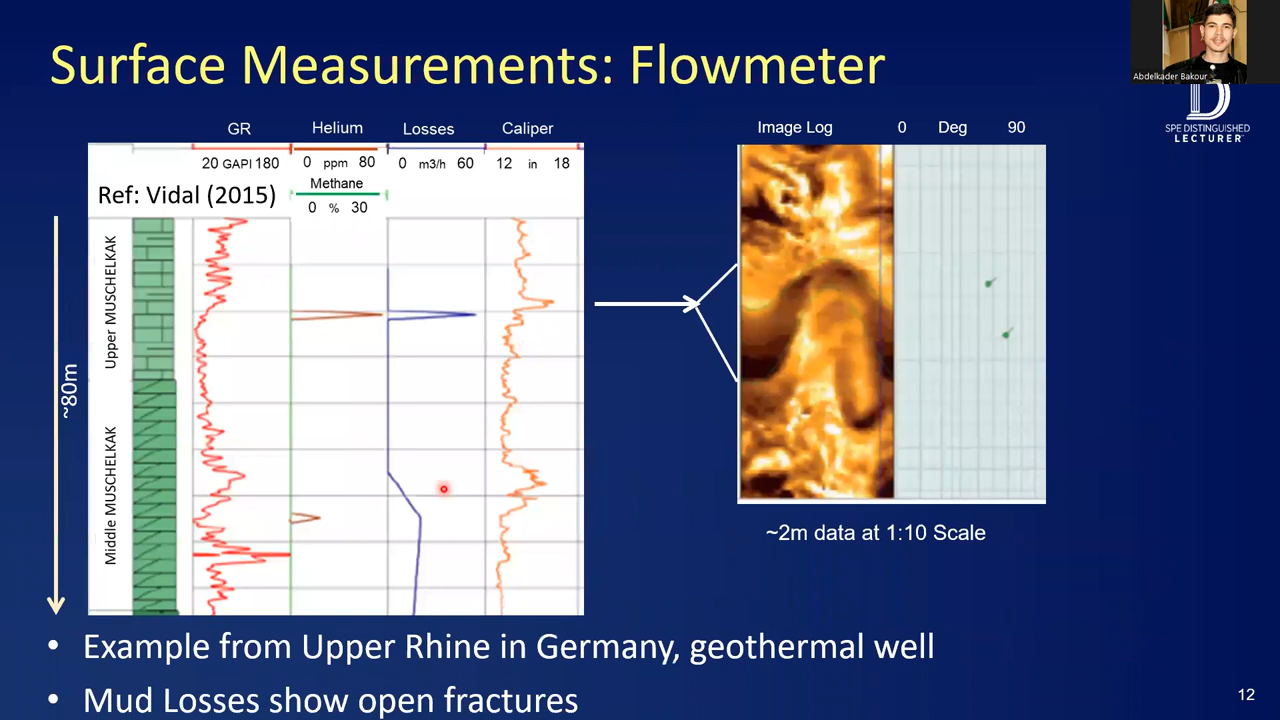 Surface Measurements: Flowmeter
Abdelkader Bakour
SPE DISTINGUISHED
LECTURER
GR Helium Losses Caliper
20 GAPI 180 0 ppm 80 0 m3/h 60 12 in 18
Methane
0 % 30
Ref: Vidal (2015)
Upper MUSCHELKAK
Middle MUSCHELKAK
~80m
Image Log 0 Deg 90
~2m data at 1:10 Scale
• Example from Upper Rhine in Germany, geothermal well
• Mud Losses show open fractures
12